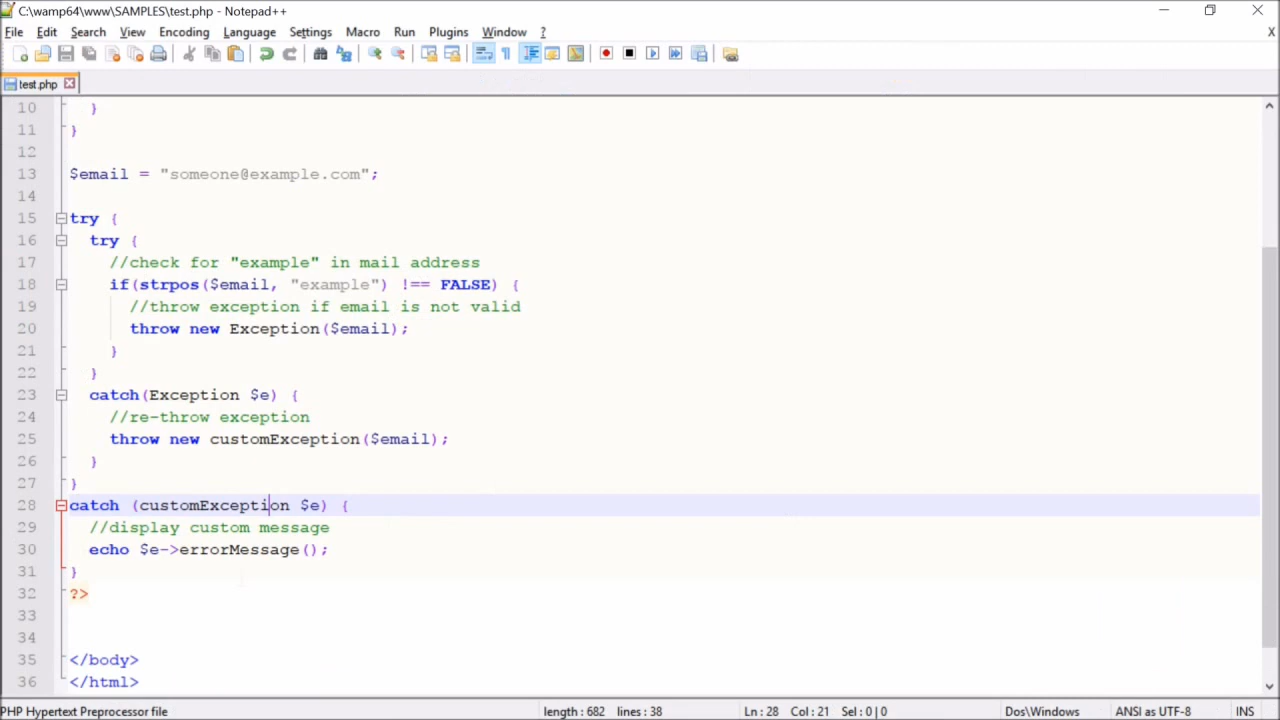 C:\wamp64\www\SAMPLES\test.php - Notepad++
File Edit Search View Encoding Language Settings Macro Run Plugins Window ? X
test.php
10 }
11 }
12
13 $email = "someone@example.com";
14
15 try {
16 try {
17 //check for "example" in mail address
18 if(strpos($email, "example") !== FALSE) {
19 //throw exception if email is not valid
20 throw new Exception($email);
21 }
22 }
23 catch(Exception $e) {
24 //re-throw exception
25 throw new customException($email);
26 }
27 }
28 catch (customException $e) {
29 //display custom message
30 echo $e->errorMessage();
31 }
32 ?>
33
34
35 </body>
36 </html>
PHP Hypertext Preprocessor file length : 682 lines : 38 Ln : 28 Col : 21 Sel : 0 | 0 Dos\Windows ANSI as UTF-8 INS